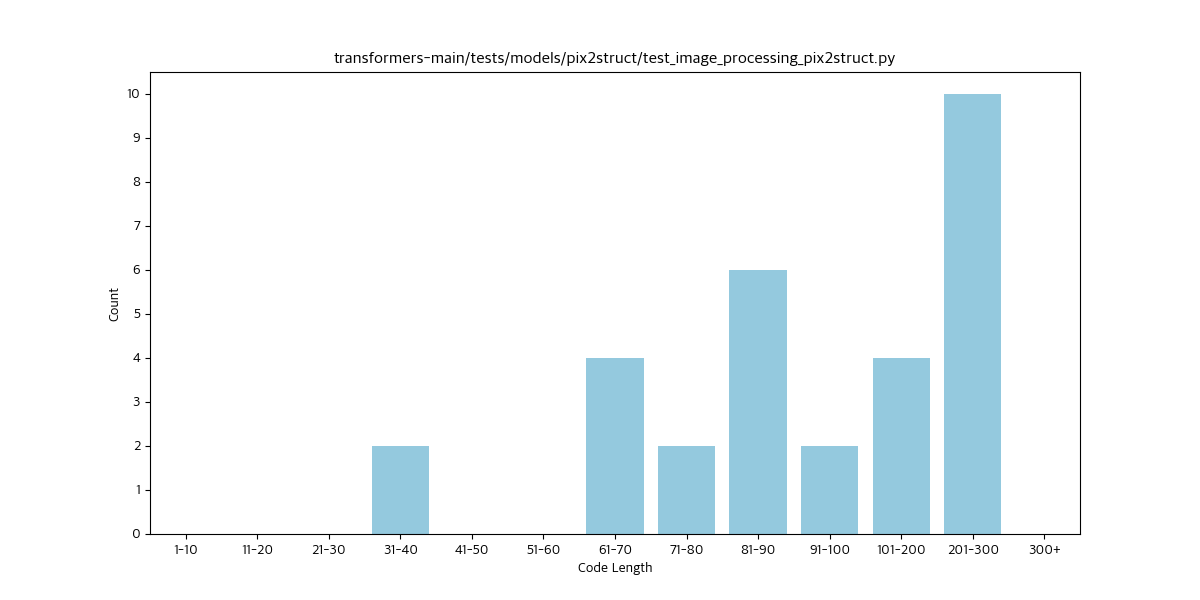 transformers-main/tests/models/pix2struct/test_image_processing_pix2struct.py
10
9
8
7
6
5
4
3
2
1
0
Count
1-10 11-20 21-30 31-40 41-50 51-60 61-70 71-80 81-90 91-100 101-200 201-300 300+
Code Length